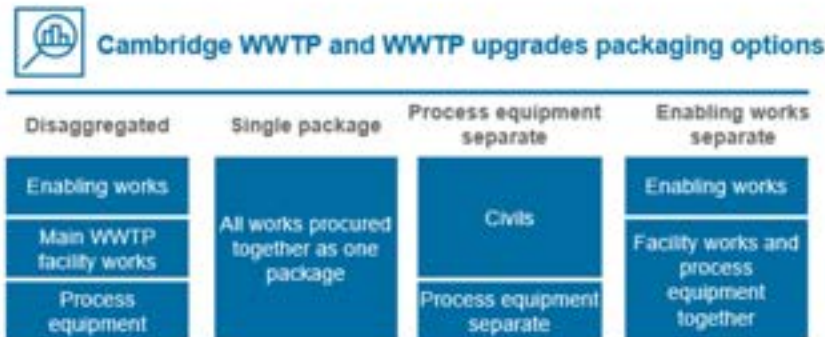 Cambridge WWTP and WWTP upgrades packaging options
Disaggregated
Enabling works
Main WWTP
facility works
Process
equipment
Single package
All works procured
together as one
package
Process equipment
separate
Civils
Process equipment
separate
Enabling works
separate
Enabling works
Facility works and
process
equipment
together